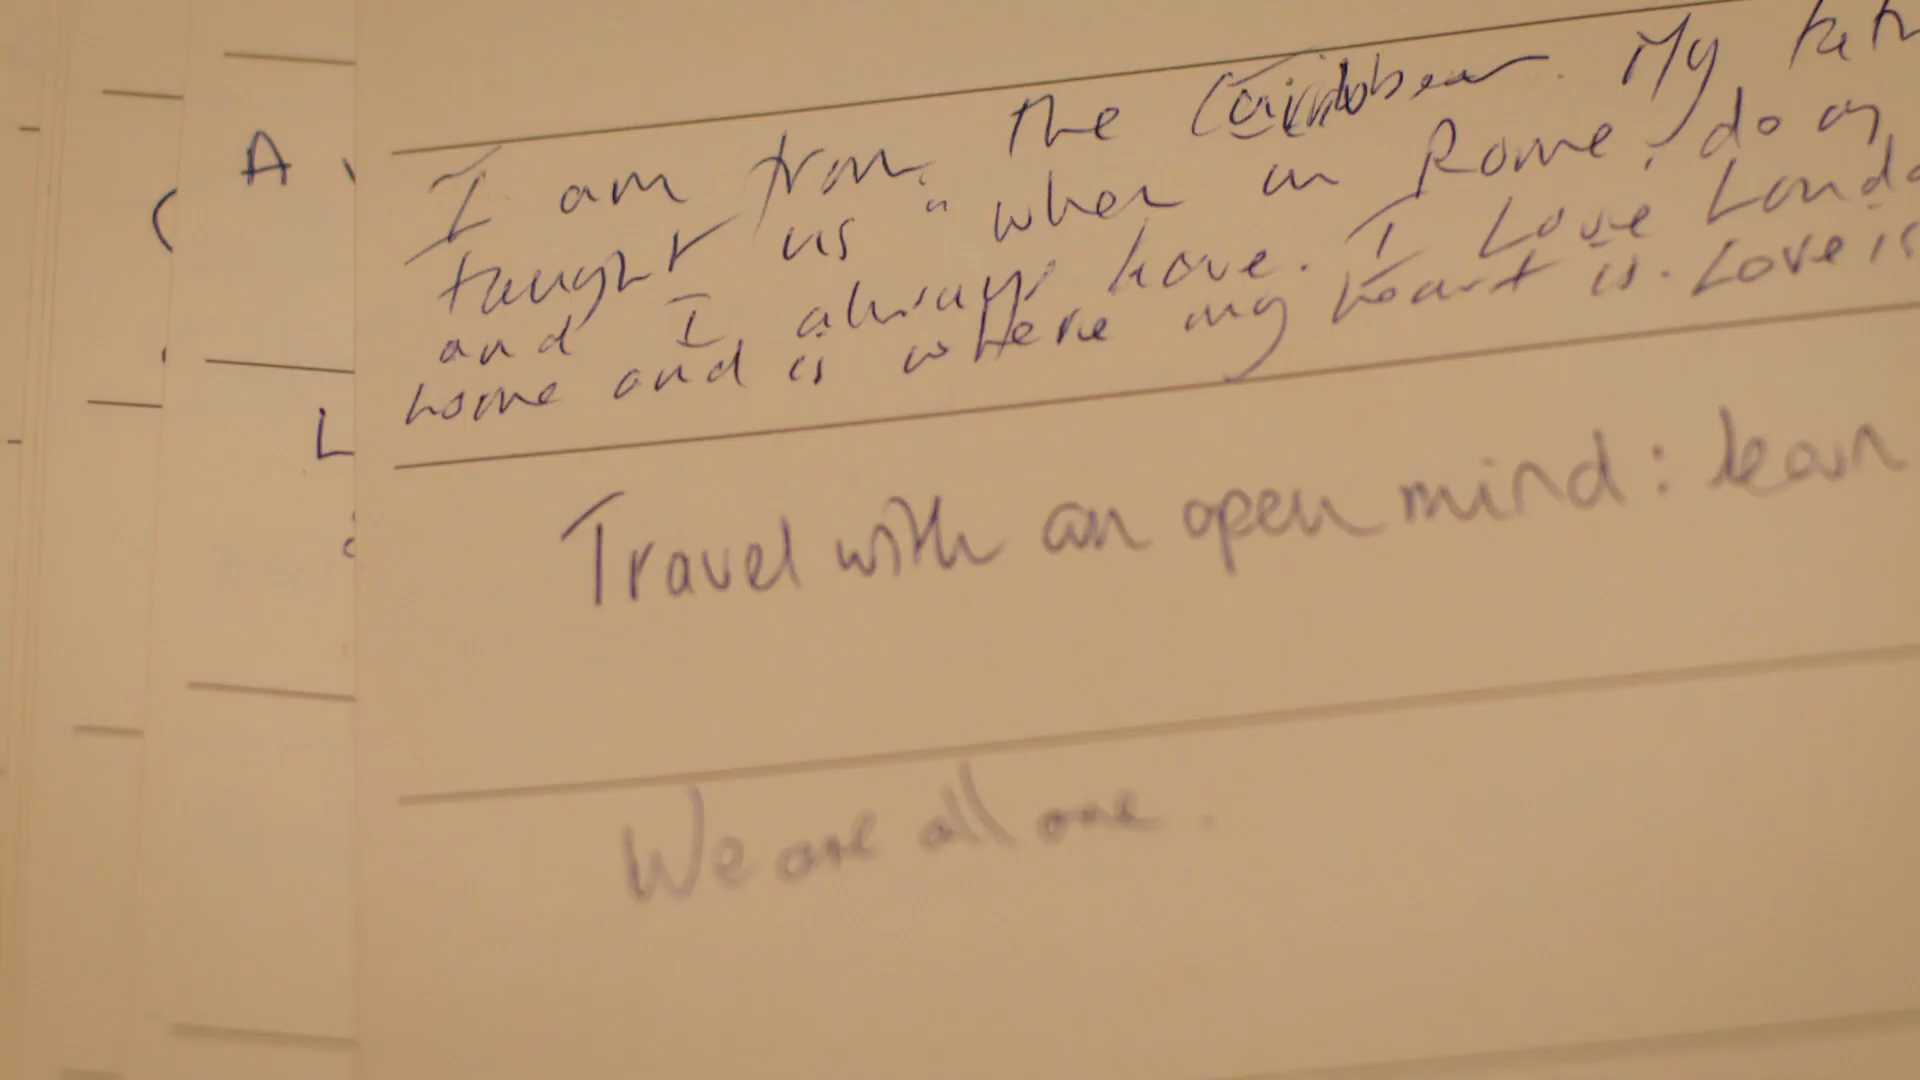 A
L
I am from the Caribbean. My
taught us "when in Rome, do as
and I always have. I Love
home and is where my heart is. Love is
Travel with an open mind: learn
We are all one.